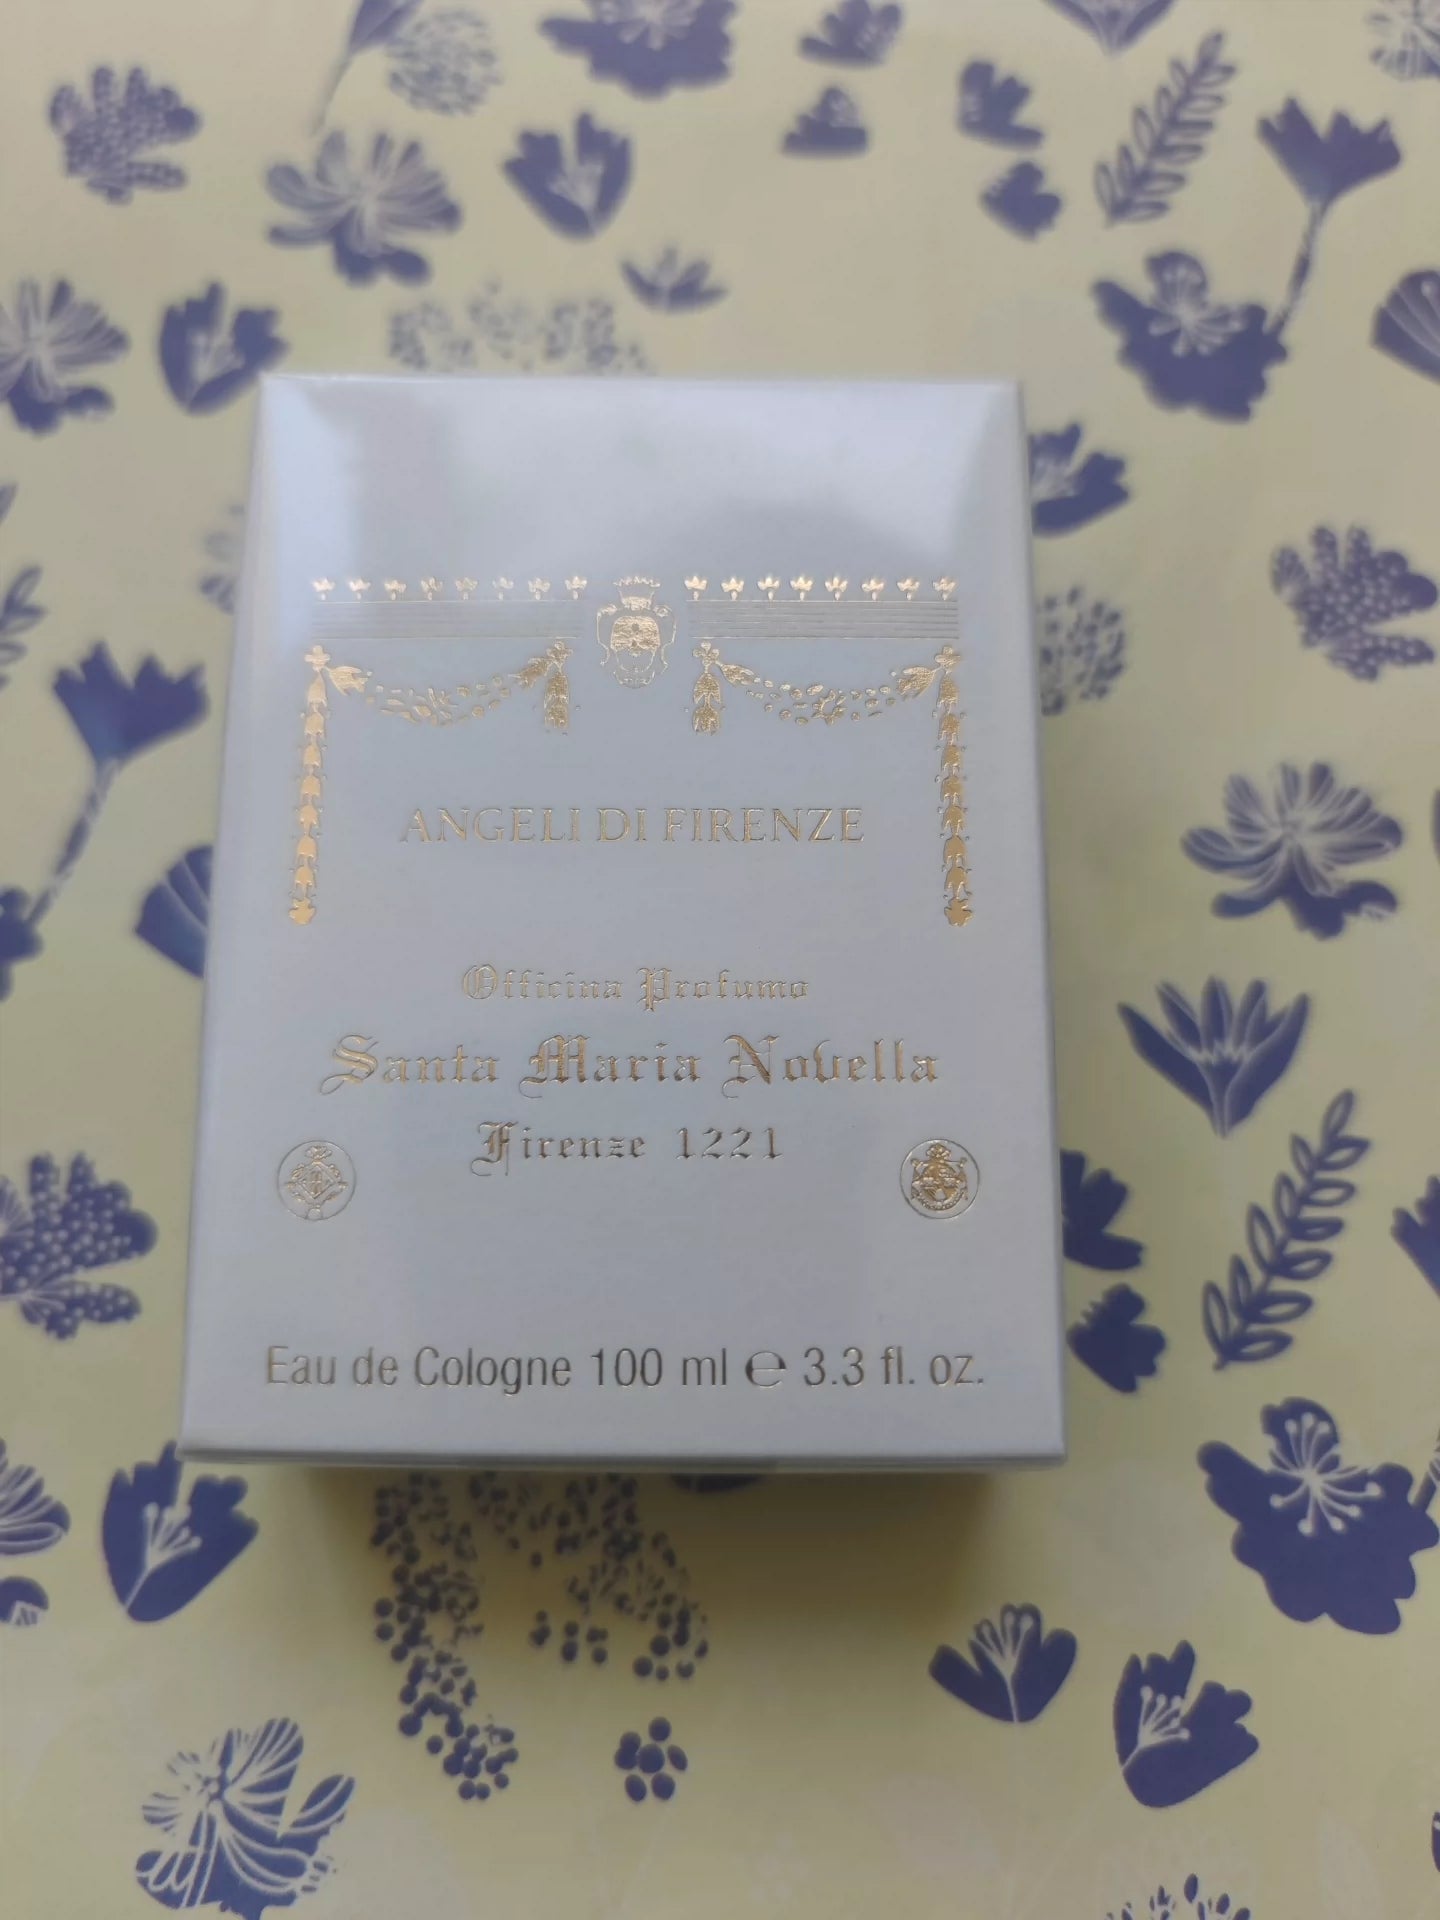 ANGELI DI FIRENZE
Officina Profumo
Santa Maria Novella
Firenze 1221
Eau de Cologne 100 ml ℮ 3.3 fl. oz.